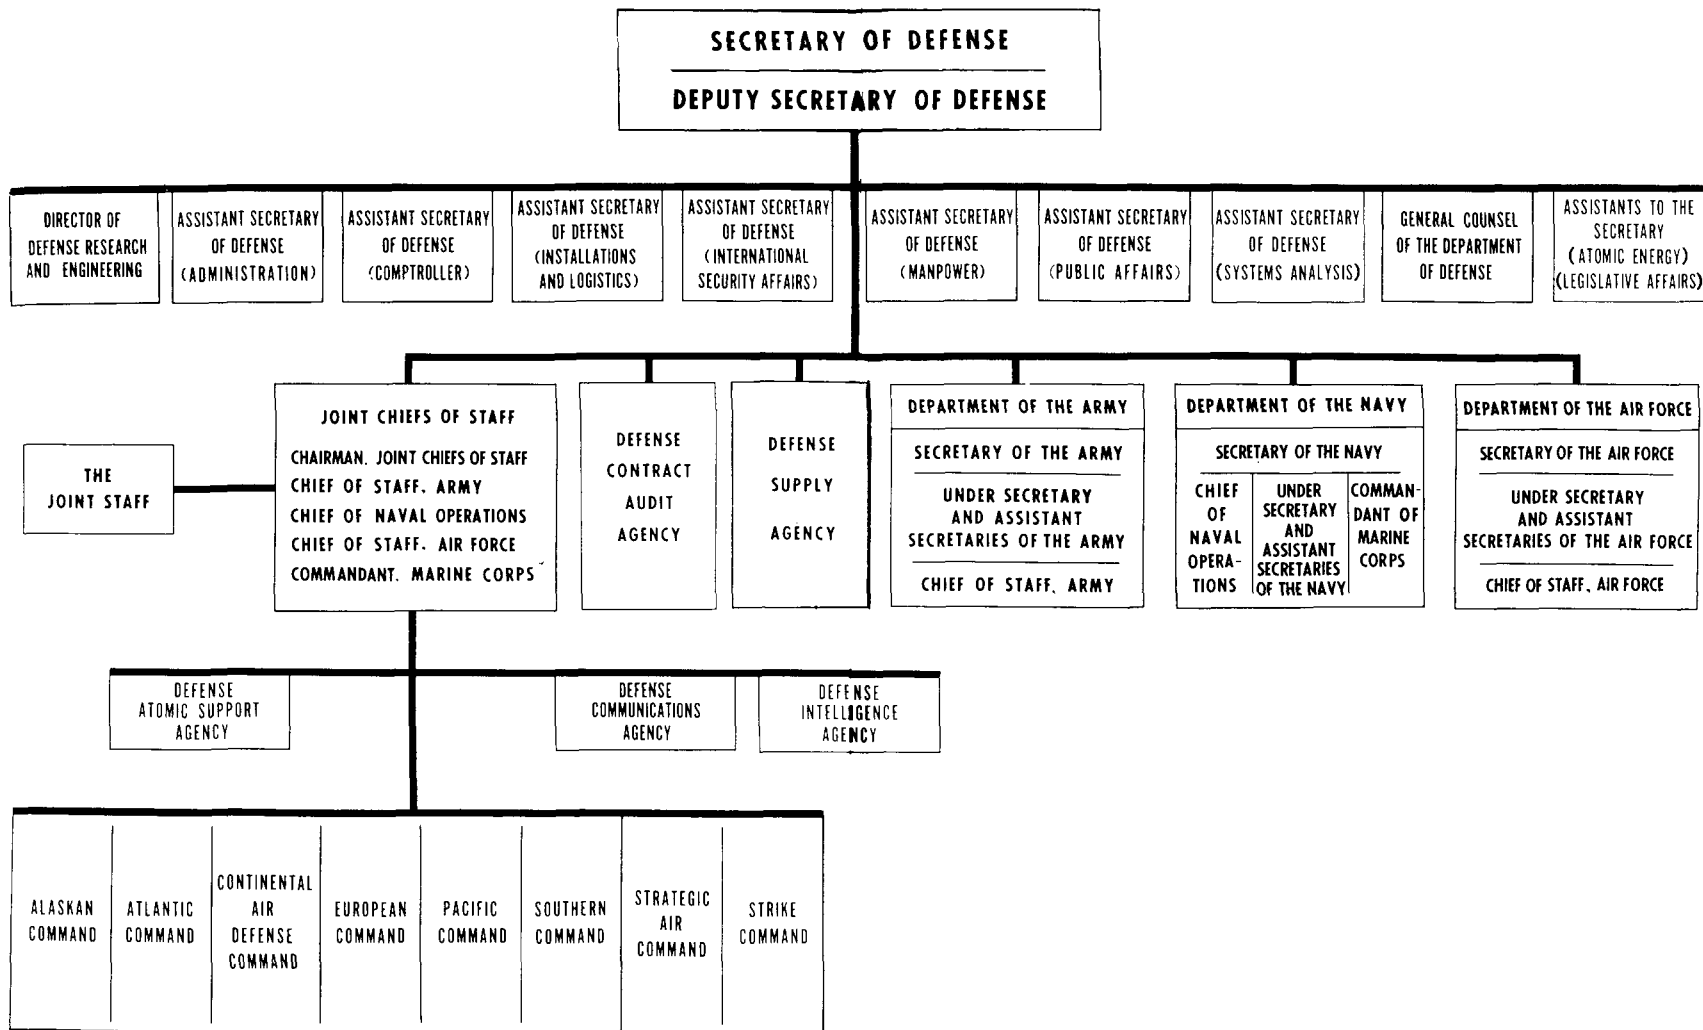 SECRETARY OF DEFENSE
DEPUTY SECRETARY OF DEFENSE
DIRECTOR OF
DEFENSE RESEARCH
AND ENGINEERING
ASSISTANT SECRETARY
OF DEFENSE
(ADMINISTRATION)
ASSISTANT SECRETARY
OF DEFENSE
(COMPTROLLER)
ASSISTANT SECRETARY
OF DEFENSE
(INSTALLATIONS
AND LOGISTICS)
ASSISTANT SECRETARY
OF DEFENSE
(INTERNATIONAL
SECURITY AFFAIRS)
ASSISTANT SECRETARY
OF DEFENSE
(MANPOWER)
ASSISTANT SECRETARY
OF DEFENSE
(PUBLIC AFFAIRS)
ASSISTANT SECRETARY
OF DEFENSE
(SYSTEMS ANALYSIS)
GENERAL COUNSEL
OF THE DEPARTMENT
OF DEFENSE
ASSISTANTS TO THE
SECRETARY
(ATOMIC ENERGY)
(LEGISLATIVE AFFAIRS)
THE
JOINT STAFF
JOINT CHIEFS OF STAFF
CHAIRMAN, JOINT CHIEFS OF STAFF
CHIEF OF STAFF, ARMY
CHIEF OF NAVAL OPERATIONS
CHIEF OF STAFF, AIR FORCE
COMMANDANT, MARINE CORPS
DEFENSE
CONTRACT
AUDIT
AGENCY
DEFENSE
SUPPLY
AGENCY
DEPARTMENT OF THE ARMY
SECRETARY OF THE ARMY
UNDER SECRETARY
AND ASSISTANT
SECRETARIES OF THE ARMY
CHIEF OF STAFF, ARMY
DEPARTMENT OF THE NAVY
SECRETARY OF THE NAVY
CHIEF
OF
NAVAL
OPERA-
TIONS
UNDER
SECRETARY
AND
ASSISTANT
SECRETARIES
OF THE NAVY
COMMAN-
DANT OF
MARINE
CORPS
DEPARTMENT OF THE AIR FORCE
SECRETARY OF THE AIR FORCE
UNDER SECRETARY
AND ASSISTANT
SECRETARIES OF THE AIR FORCE
CHIEF OF STAFF, AIR FORCE
DEFENSE
ATOMIC SUPPORT
AGENCY
DEFENSE
COMMUNICATIONS
AGENCY
DEFENSE
INTELLIGENCE
AGENCY
ALASKAN
COMMAND
ATLANTIC
COMMAND
CONTINENTAL
AIR
DEFENSE
COMMAND
EUROPEAN
COMMAND
PACIFIC
COMMAND
SOUTHERN
COMMAND
STRATEGIC
AIR
COMMAND
STRIKE
COMMAND